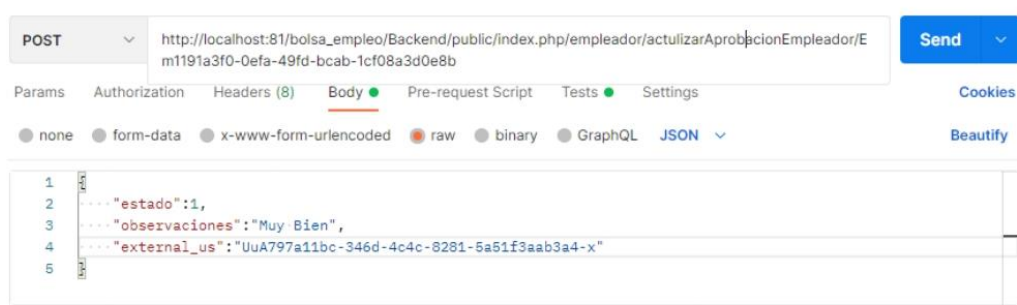 POST
http://localhost:81/bolsa_empleo/Backend/public/index.php/empleador/actulizarAprobacionEmpleador/E
m1191a3f0-0efa-49fd-bcab-1cf08a3d0e8b
Send
Params Authorization Headers (8) Body Pre-request Script Tests Settings Cookies
none form-data x-www-form-urlencoded raw binary GraphQL JSON Beautify
1 {
2 "estado":1,
3 "observaciones":"Muy Bien",
4 "external_us":"UuA797a11bc-346d-4c4c-8281-5a51f3aab3a4-x"
5 }